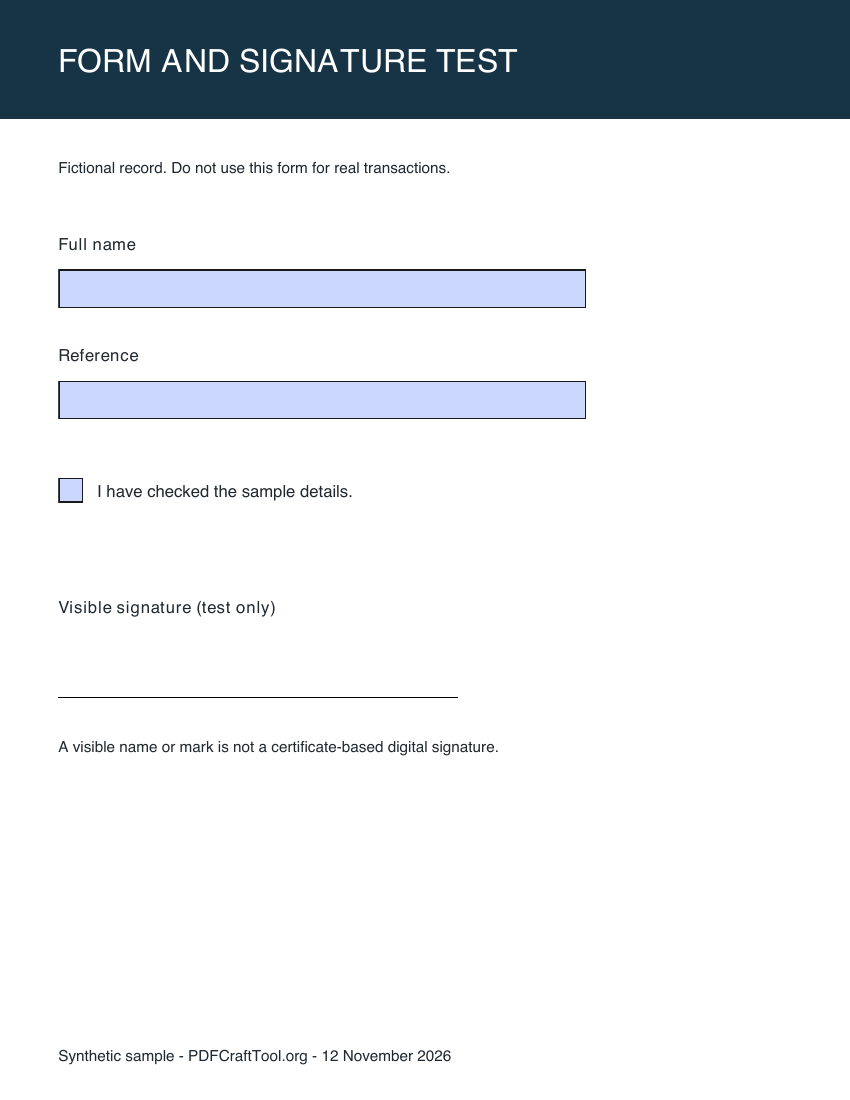 FORM AND SIGNATURE TEST
Fictional record. Do not use this form for real transactions.
Full name
Reference
I have checked the sample details.
Visible signature (test only)
A visible name or mark is not a certificate-based digital signature.
Synthetic sample - PDFCraftTool.org - 12 November 2026